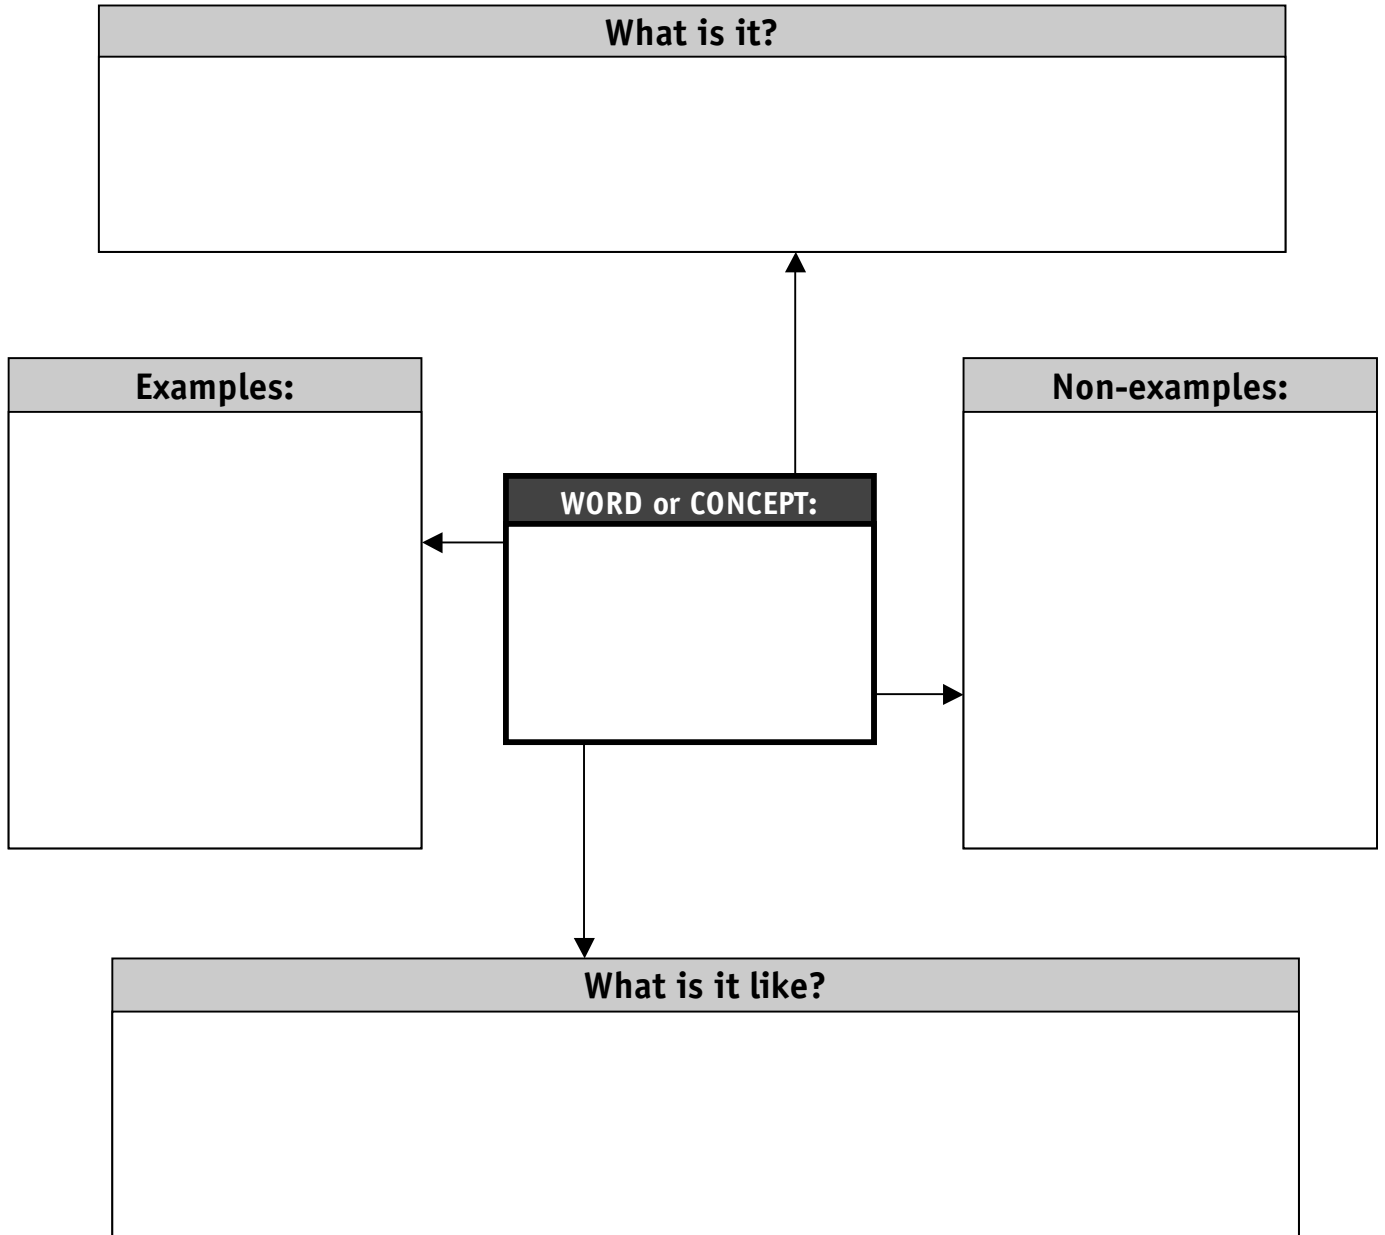 What is it?
Examples:
Non-examples:
WORD or CONCEPT:
What is it like?